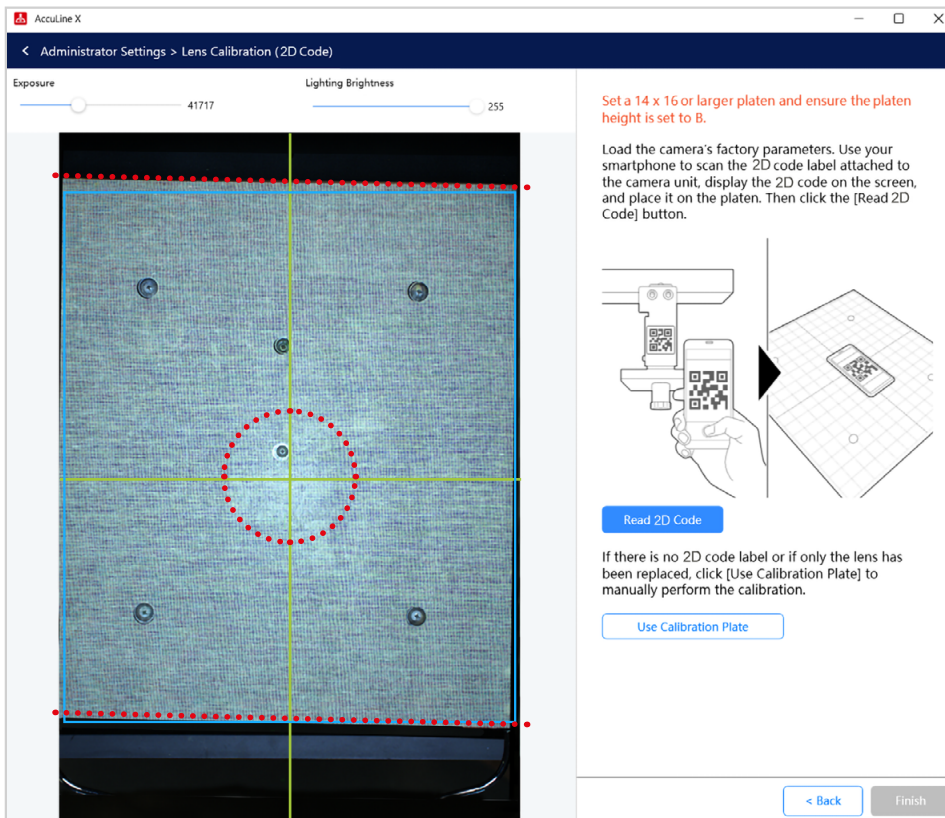 AccuLine X
Administrator Settings > Lens Calibration (2D Code)
Exposure
41717
Lighting Brightness
255
Set a 14 x 16 or larger platen and ensure the platen
height is set to B.
Load the camera's factory parameters. Use your
smartphone to scan the 2D code label attached to
the camera unit, display the 2D code on the screen,
and place it on the platen. Then click the [Read 2D
Code] button.
Read 2D Code
If there is no 2D code label or if only the lens has
been replaced, click [Use Calibration Plate] to
manually perform the calibration.
Use Calibration Plate
< Back
Finish